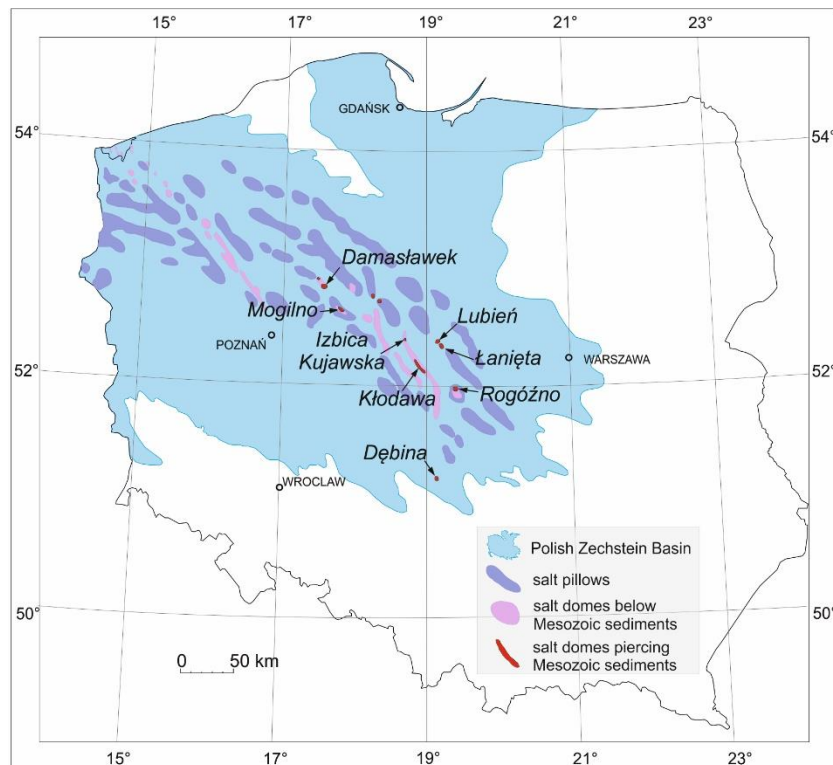 15° 17° 19° 21° 23°
54° 54°
GDAŃSK
Damasławek
Mogilno
Lubień
POZNAŃ
Izbica
Kujawska
Łanięta
WARSZAWA
52° 52°
Kłodawa
Rogóźno
Dębina
WROCLAW
Polish Zechstein Basin
salt pillows
salt domes below
Mesozoic sediments
salt domes piercing
Mesozoic sediments
50° 50°
0 50 km
15° 17° 19° 21° 23°